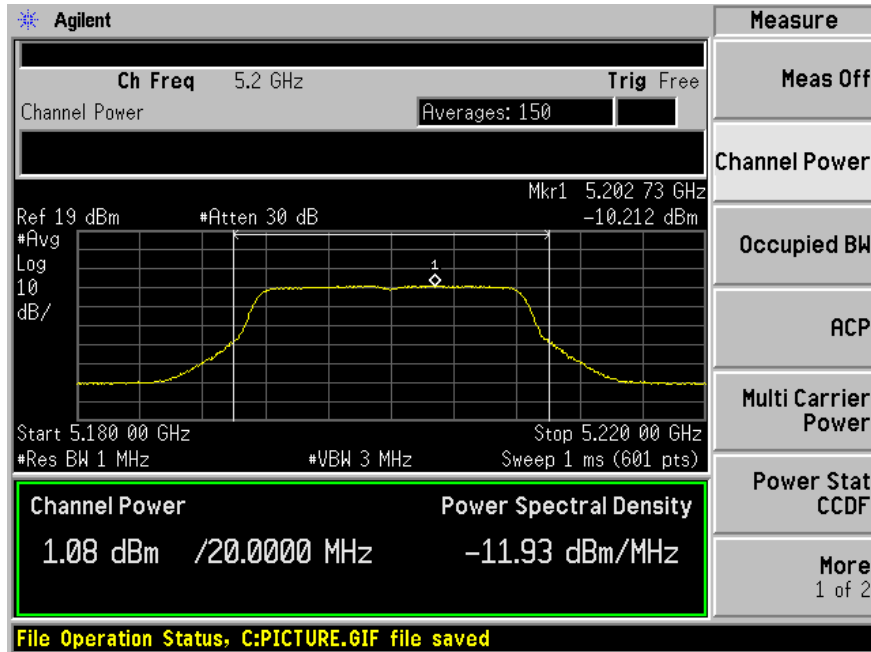 Agilent
Ch Freq 5.2 GHz Trig Free
Channel Power Averages: 150
Mkr1 5.202 73 GHz
Ref 19 dBm #Atten 30 dB -10.212 dBm
#Avg
Log
10
dB/
1
Start 5.180 00 GHz Stop 5.220 00 GHz
#Res BW 1 MHz #VBW 3 MHz Sweep 1 ms (601 pts)
Channel Power Power Spectral Density
1.08 dBm /20.0000 MHz -11.93 dBm/MHz
File Operation Status, C:PICTURE.GIF file saved
Measure
Meas Off
Channel Power
Occupied BW
ACP
Multi Carrier
Power
Power Stat
CCDF
More
1 of 2